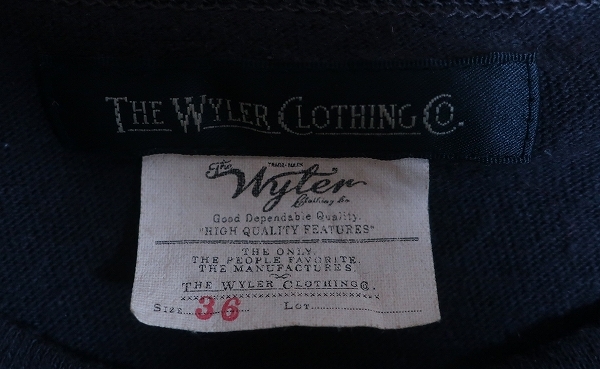 THE WYLER CLOTHING CO.
The TRADE-MARK
Wyler
Clothing Co
Good Dependable Quality.
"HIGH QUALITY FEATURES"
THE ONLY.
THE PEOPLE FAVORITE.
THE MANUFACTURES.
THE WYLER CLOTHING CO.
SIZE 36 LOT